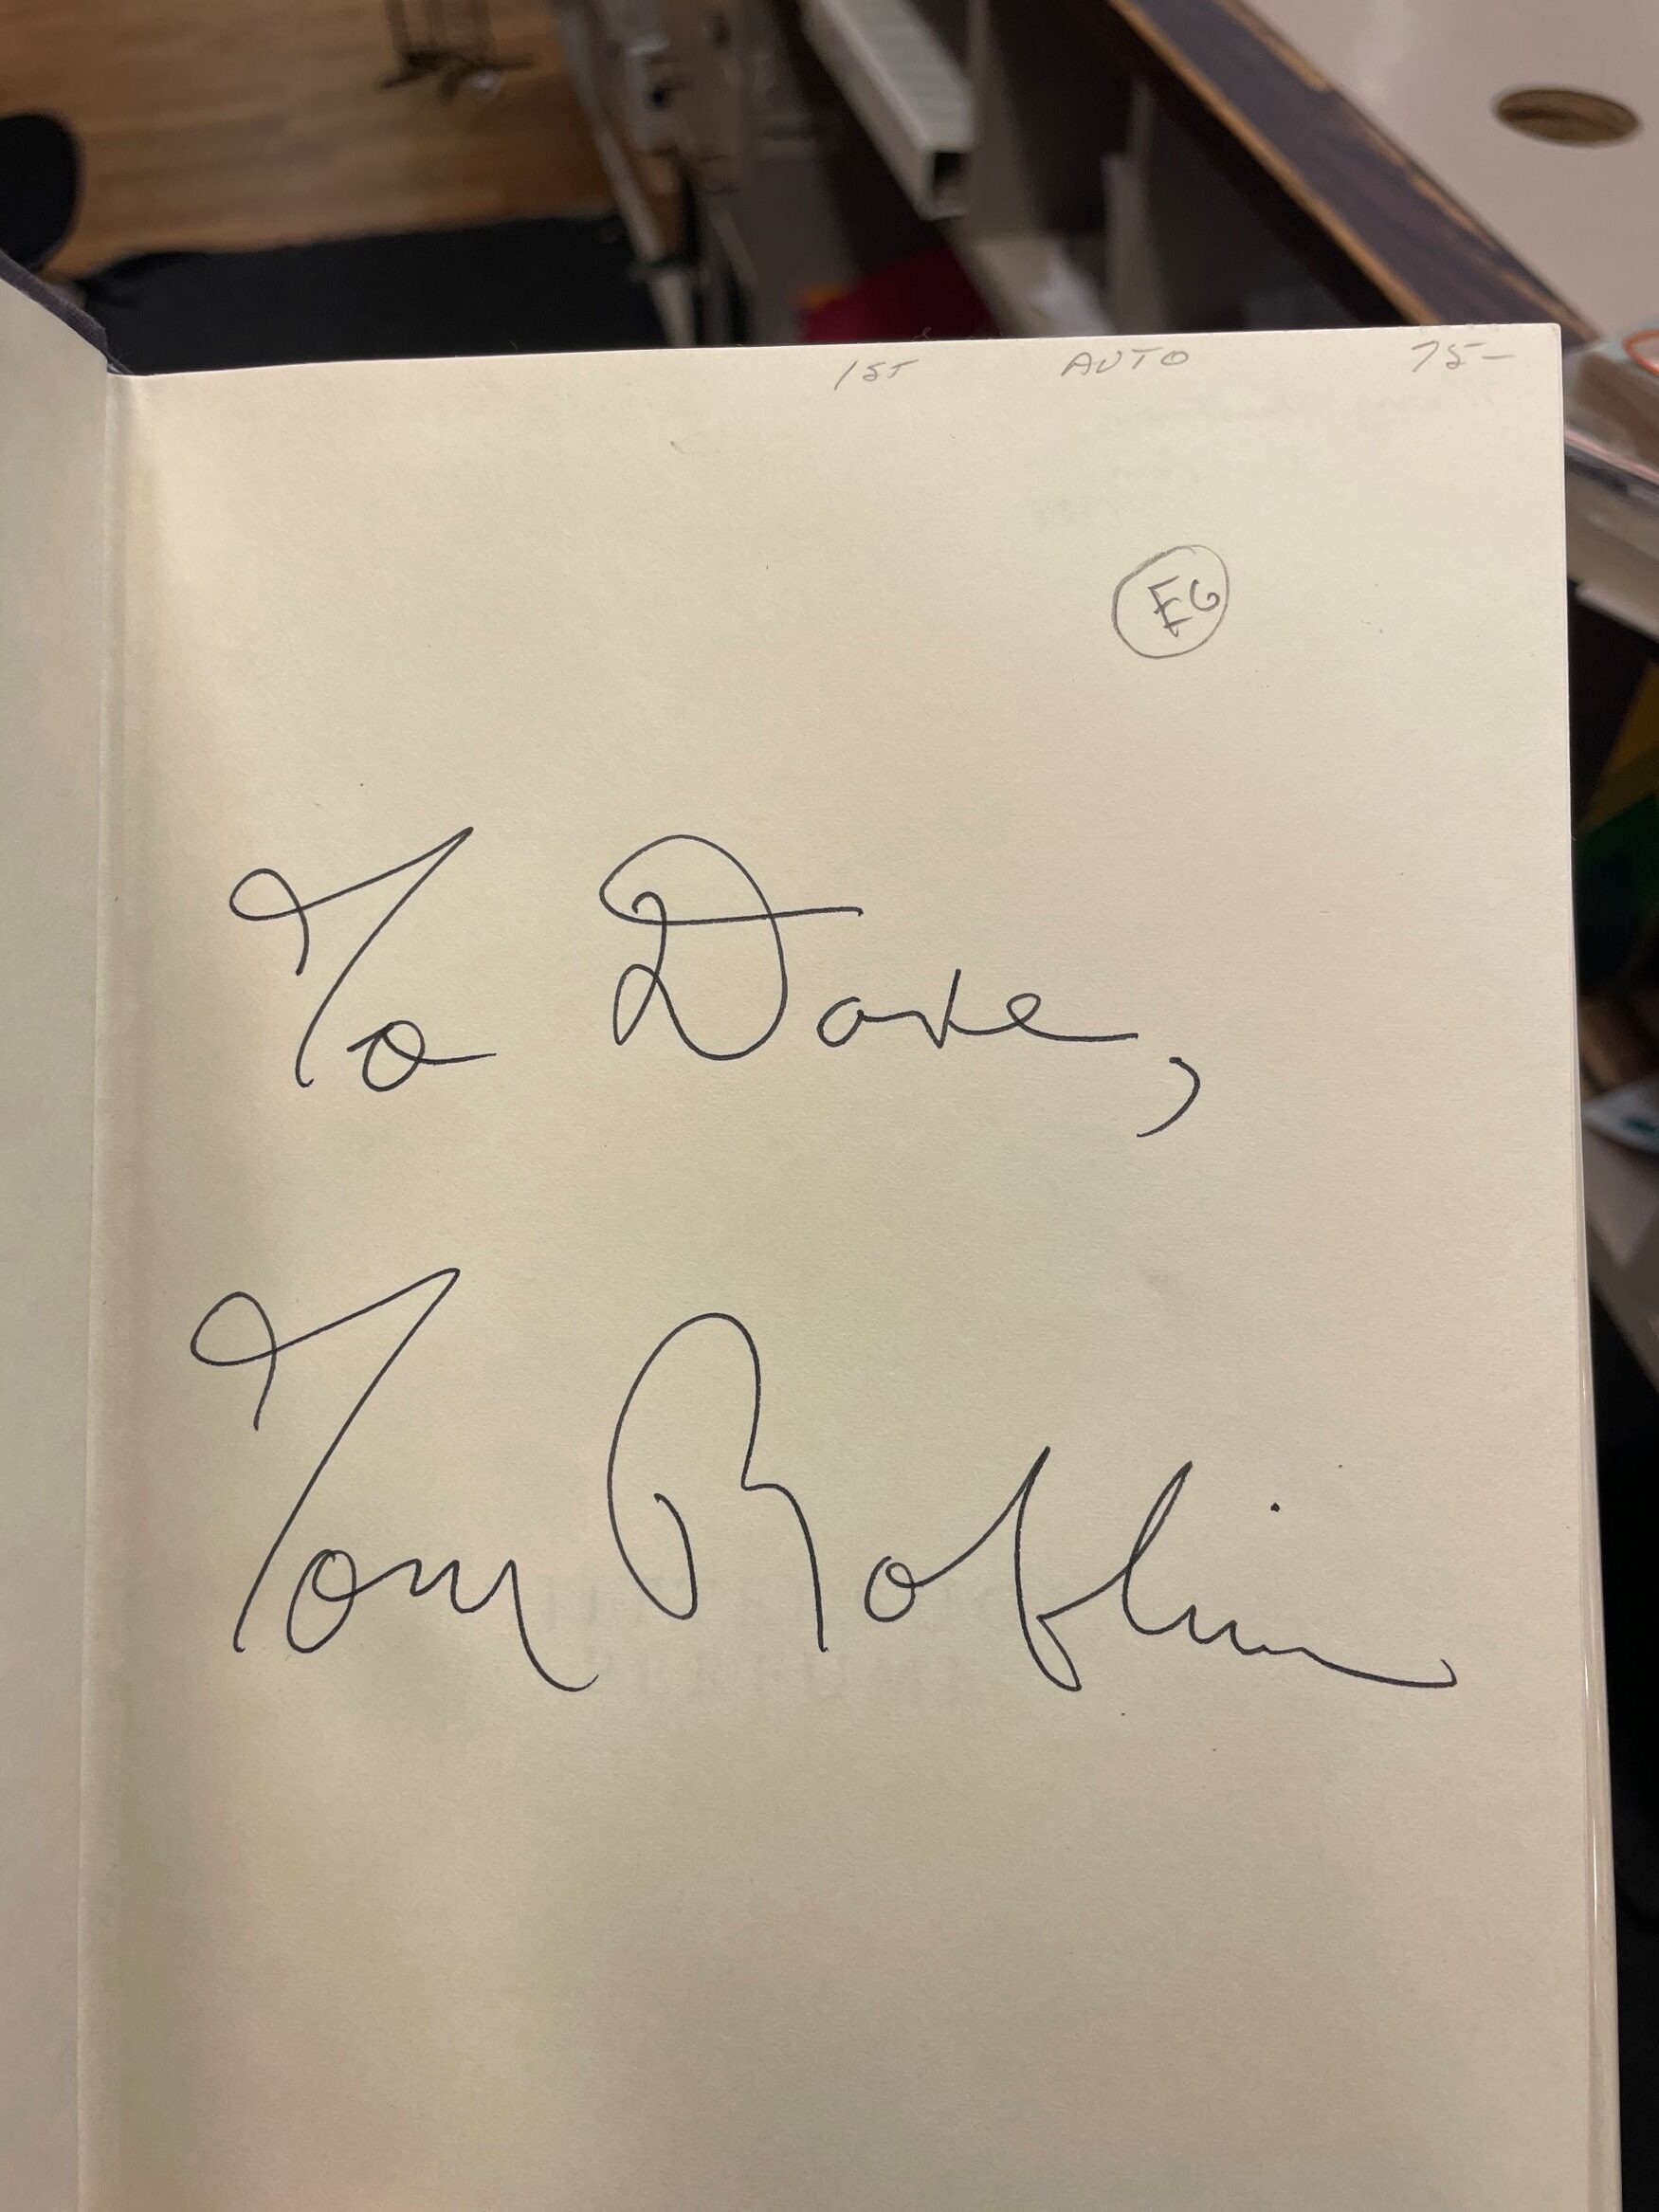 1ST AUTO 75-
EG
To Dave,
Tom Robbins